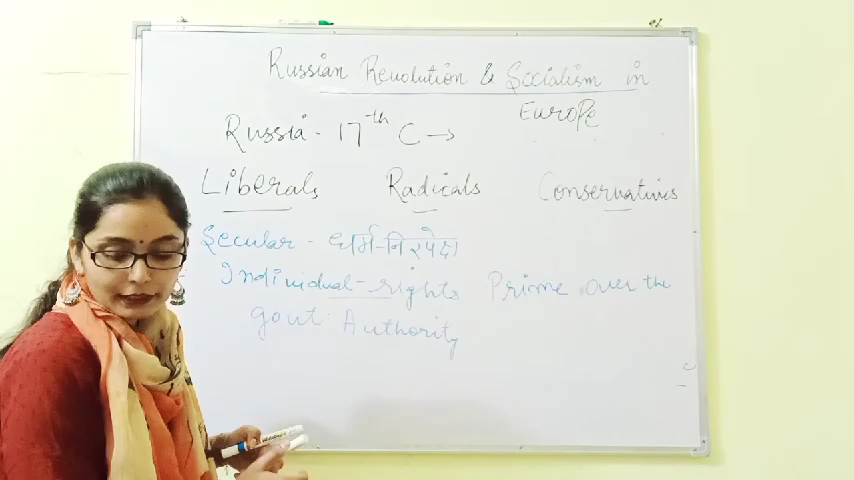 Russian Revolution & Socialism in
Europe
Russia - 17th C →
Liberals Radicals Conservatives
Secular - धर्म-निरपेक्ष
Individual-rights Prime over the
govt. Authority